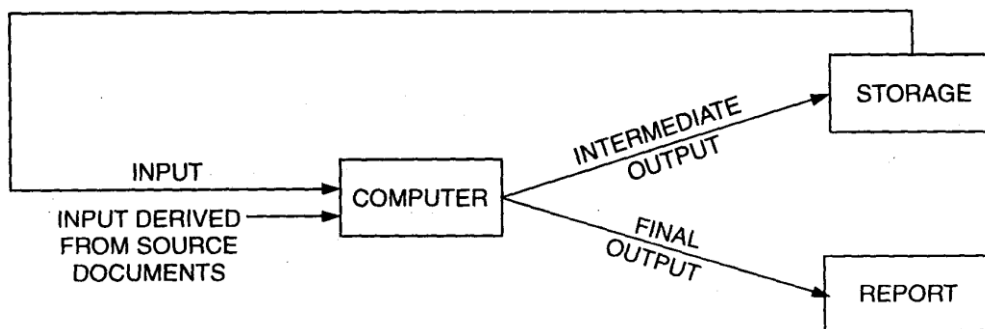 STORAGE
INTERMEDIATE
OUTPUT
INPUT
COMPUTER
INPUT DERIVED
FROM SOURCE
DOCUMENTS
FINAL
OUTPUT
REPORT